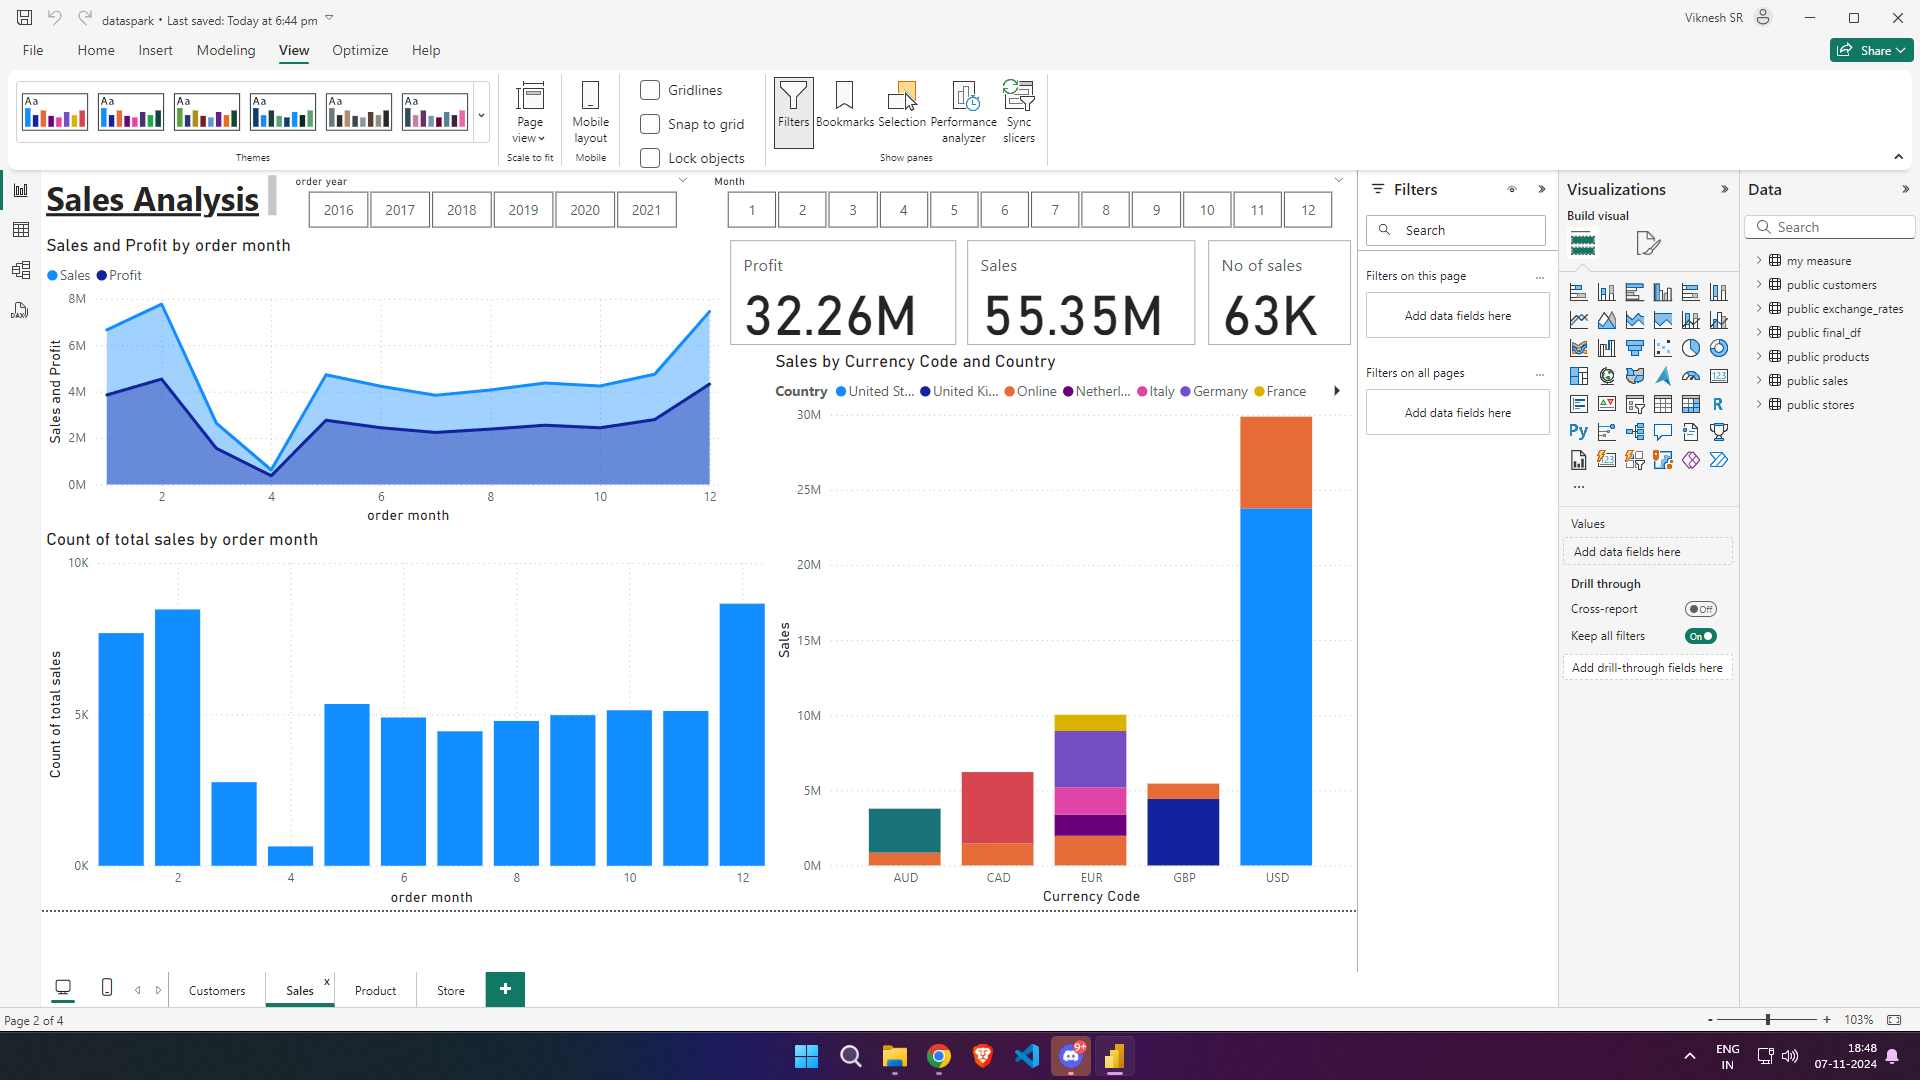 dataspark • Last saved: Today at 6:44 pm
Viknesh SR
File Home Insert Modeling View Optimize Help
Share
Aa Aa Aa Aa Aa Aa
Themes
Page view
Scale to fit
Mobile layout
Mobile
Gridlines
Snap to grid
Lock objects
Filters
Bookmarks
Selection
Performance analyzer
Sync slicers
Show panes
Sales Analysis
order year
2016 2017 2018 2019 2020 2021
Month
1 2 3 4 5 6 7 8 9 10 11 12
Sales and Profit by order month
Sales Profit
Sales and Profit
8M
6M
4M
2M
0M
2 4 6 8 10 12
order month
Profit
32.26M
Sales
55.35M
No of sales
63K
Count of total sales by order month
Count of total sales
10K
5K
0K
2 4 6 8 10 12
order month
Sales by Currency Code and Country
Country United St... United Ki... Online Netherl... Italy Germany France
Sales
30M
25M
20M
15M
10M
5M
0M
AUD CAD EUR GBP USD
Currency Code
Filters
Search
Filters on this page
...
Add data fields here
Filters on all pages
...
Add data fields here
Visualizations
Build visual
123
R
Py
123
...
Values
Add data fields here
Drill through
Cross-report
Off
Keep all filters
On
Add drill-through fields here
Data
Search
my measure
public customers
public exchange_rates
public final_df
public products
public sales
public stores
DAX
Customers Sales x Product Store +
Page 2 of 4
- + 103%
9+
ENG
IN
18:48
07-11-2024